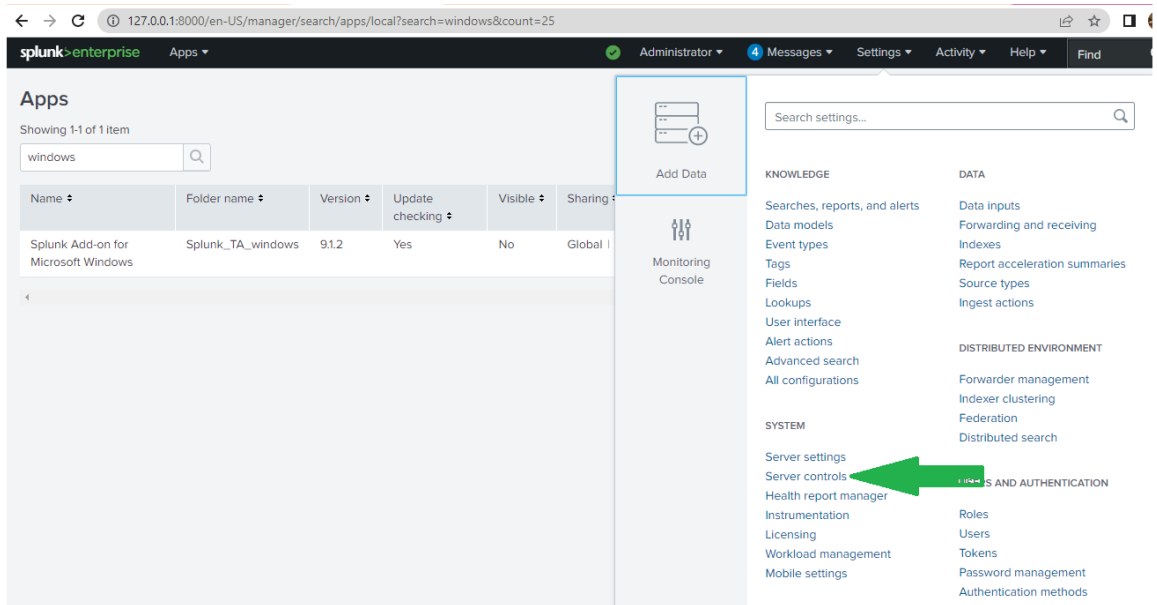 127.0.0.1:8000/en-US/manager/search/apps/local?search=windows&count=25
splunk>enterprise Apps Administrator 4 Messages Settings Activity Help Find
Apps
Showing 1-1 of 1 item
windows
Name Folder name Version Update checking Visible Sharing
Splunk Add-on for Microsoft Windows Splunk_TA_windows 9.1.2 Yes No Global |
Add Data
Monitoring
Console
Search settings...
KNOWLEDGE
Searches, reports, and alerts
Data models
Event types
Tags
Fields
Lookups
User interface
Alert actions
Advanced search
All configurations
SYSTEM
Server settings
Server controls
Health report manager
Instrumentation
Licensing
Workload management
Mobile settings
DATA
Data inputs
Forwarding and receiving
Indexes
Report acceleration summaries
Source types
Ingest actions
DISTRIBUTED ENVIRONMENT
Forwarder management
Indexer clustering
Federation
Distributed search
AND AUTHENTICATION
Roles
Users
Tokens
Password management
Authentication methods